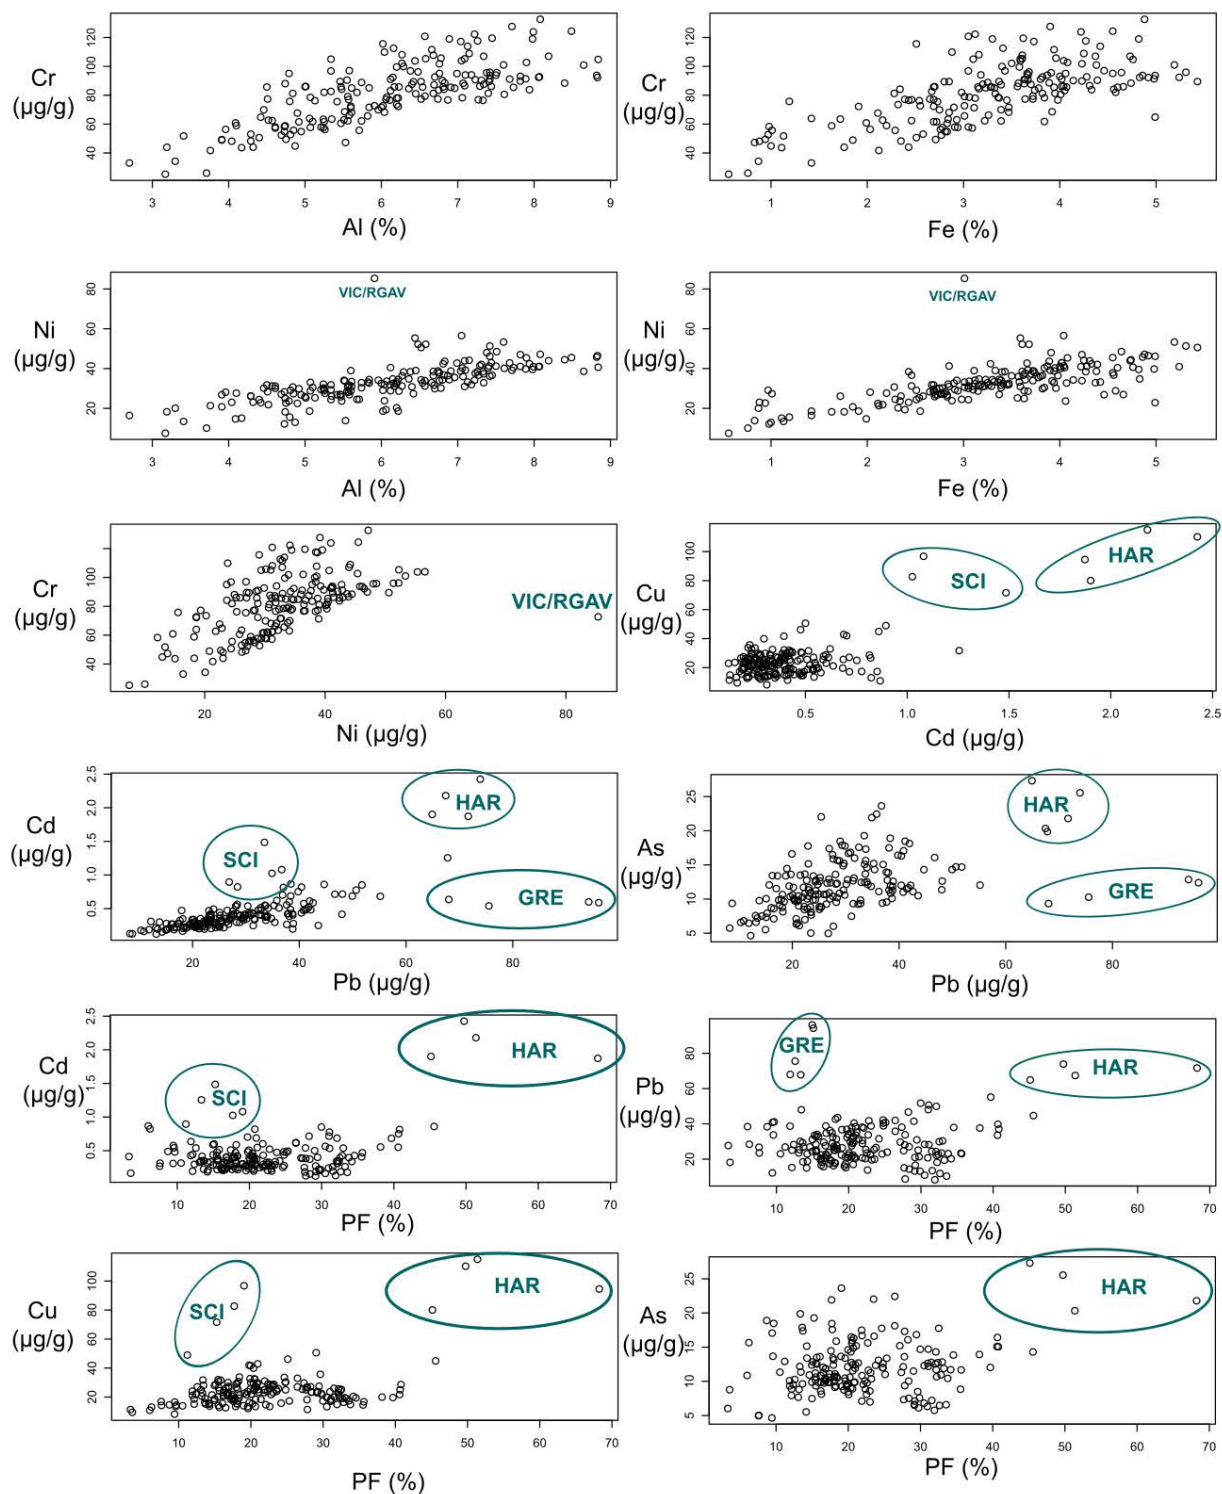 120
100
80
60
40
Cr
(µg/g)
3 4 5 6 7 8 9
Al (%)
120
100
80
60
40
Cr
(µg/g)
1 2 3 4 5
Fe (%)
80
60
40
20
Ni
(µg/g)
VIC/RGAV
3 4 5 6 7 8 9
Al (%)
80
60
40
20
Ni
(µg/g)
VIC/RGAV
1 2 3 4 5
Fe (%)
120
100
80
60
40
Cr
(µg/g)
VIC/RGAV
20 40 60 80
Ni (µg/g)
100
80
60
40
20
Cu
(µg/g)
SCI
HAR
0.5 1.0 1.5 2.0 2.5
Cd (µg/g)
2.5
2.0
1.5
1.0
0.5
Cd
(µg/g)
HAR
SCI
GRE
20 40 60 80
Pb (µg/g)
25
20
15
10
5
As
(µg/g)
HAR
GRE
20 40 60 80
Pb (µg/g)
2.5
2.0
1.5
1.0
0.5
Cd
(µg/g)
HAR
SCI
10 20 30 40 50 60 70
PF (%)
80
60
40
20
Pb
(µg/g)
GRE
HAR
10 20 30 40 50 60 70
PF (%)
100
80
60
40
20
Cu
(µg/g)
SCI
HAR
10 20 30 40 50 60 70
PF (%)
25
20
15
10
5
As
(µg/g)
HAR
10 20 30 40 50 60 70
PF (%)